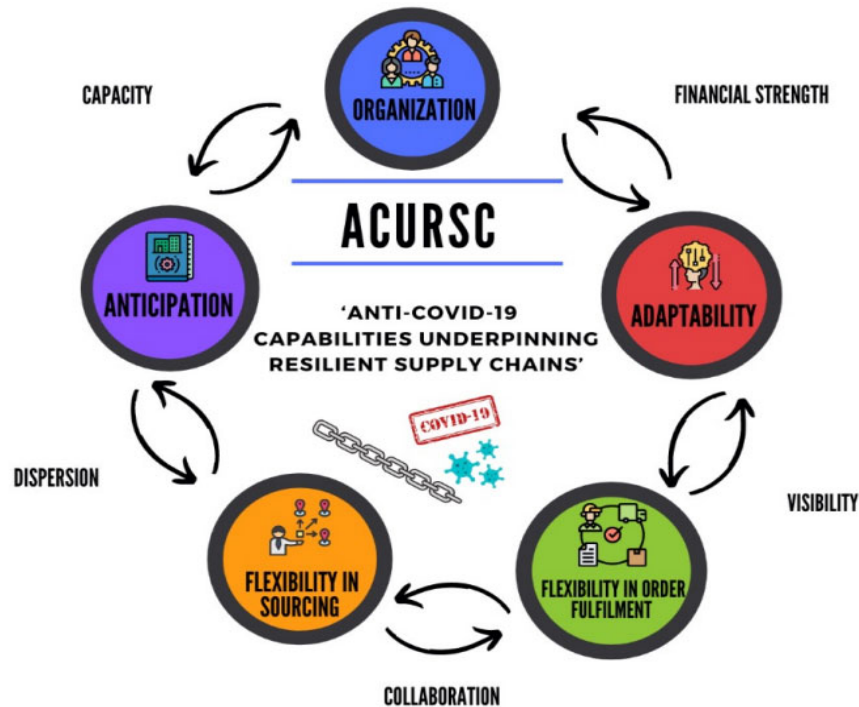 ORGANIZATION
CAPACITY
FINANCIAL STRENGTH
ACURSC
ANTICIPATION
ADAPTABILITY
'ANTI-COVID-19
CAPABILITIES UNDERPINNING
RESILIENT SUPPLY CHAINS'
COVID-19
DISPERSION
VISIBILITY
FLEXIBILITY IN
SOURCING
FLEXIBILITY IN ORDER
FULFILMENT
COLLABORATION